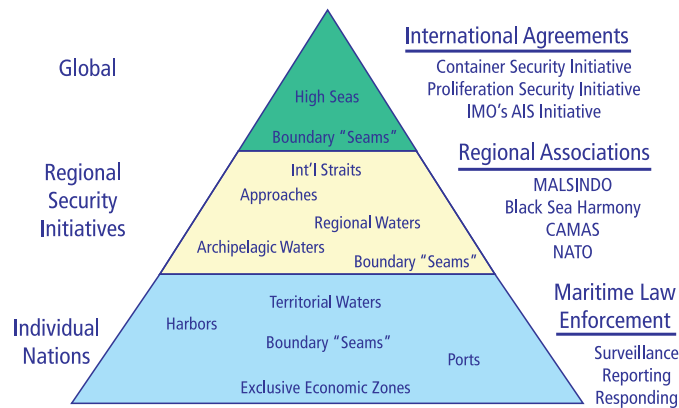 Global
High Seas
Boundary “Seams”
International Agreements
Container Security Initiative
Proliferation Security Initiative
IMO’s AIS Initiative
Regional
Security
Initiatives
Int’l Straits
Approaches
Regional Waters
Archipelagic Waters
Boundary “Seams”
Regional Associations
MALSINDO
Black Sea Harmony
CAMAS
NATO
Individual
Nations
Territorial Waters
Harbors
Boundary “Seams”
Ports
Exclusive Economic Zones
Maritime Law
Enforcement
Surveillance
Reporting
Responding